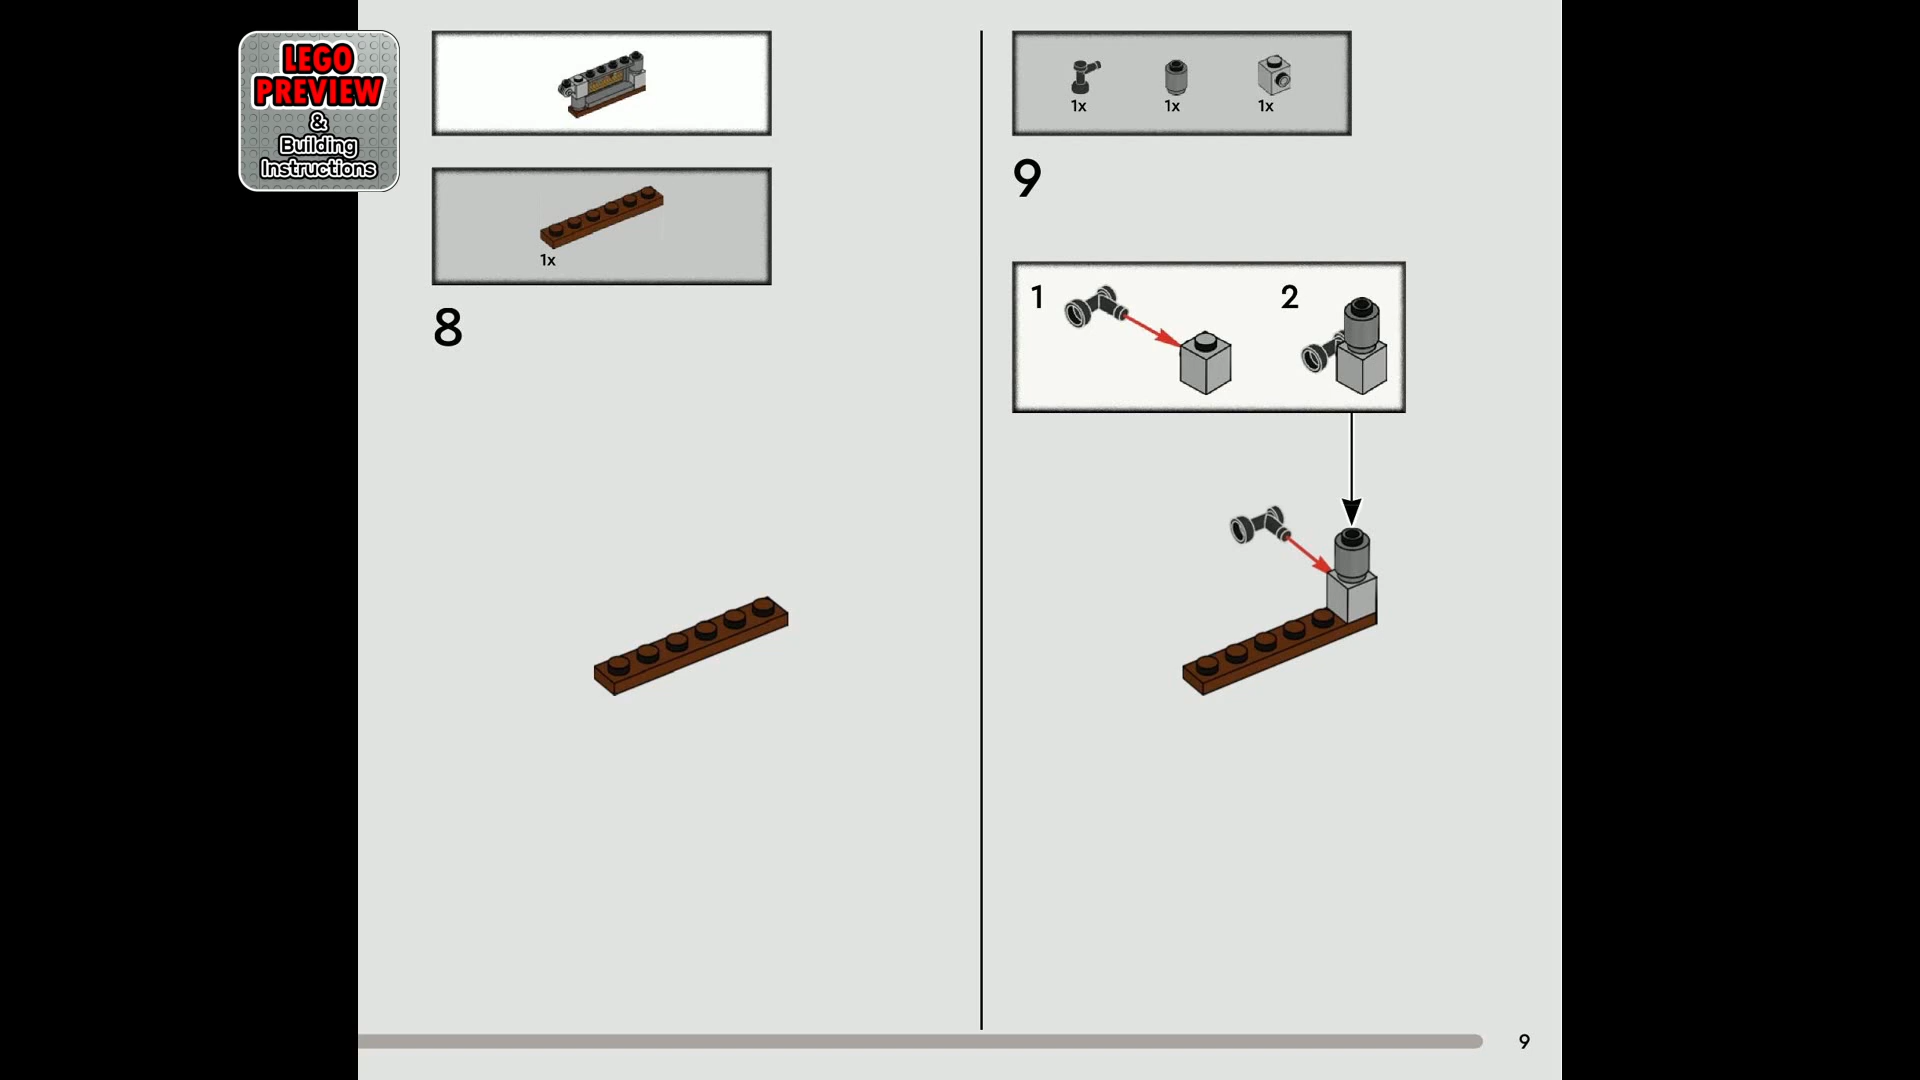 LEGO
PREVIEW
&
Building
Instructions
1x
8
1x 1x 1x
9
1 2
9